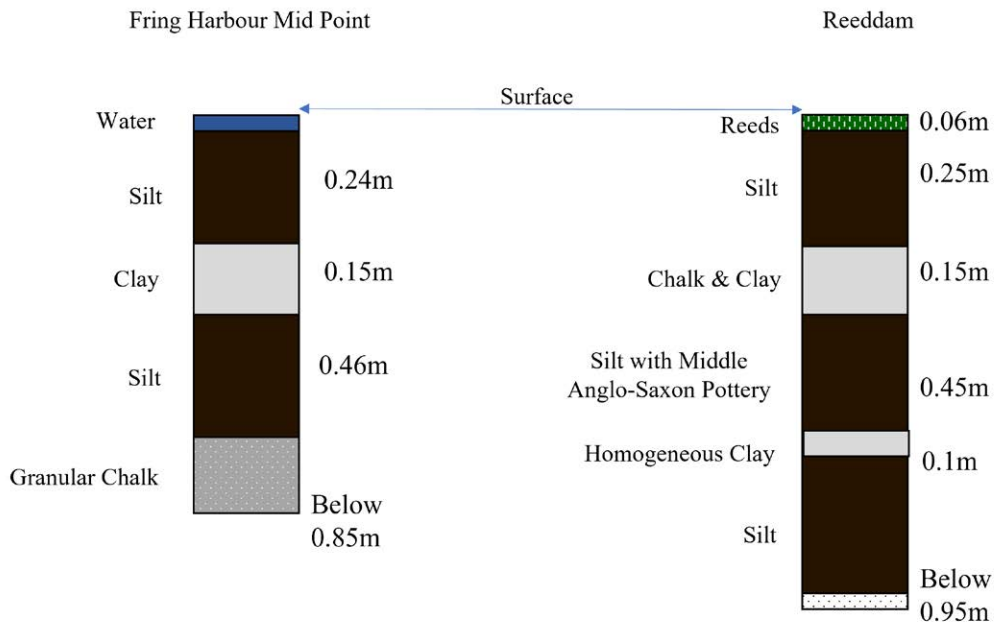 Fring Harbour Mid Point
Reeddam
Surface
Water
Silt
0.24m
Clay
0.15m
Silt
0.46m
Granular Chalk
Below
0.85m
Reeds
0.06m
Silt
0.25m
Chalk & Clay
0.15m
Silt with Middle
Anglo-Saxon Pottery
0.45m
Homogeneous Clay
0.1m
Silt
Below
0.95m